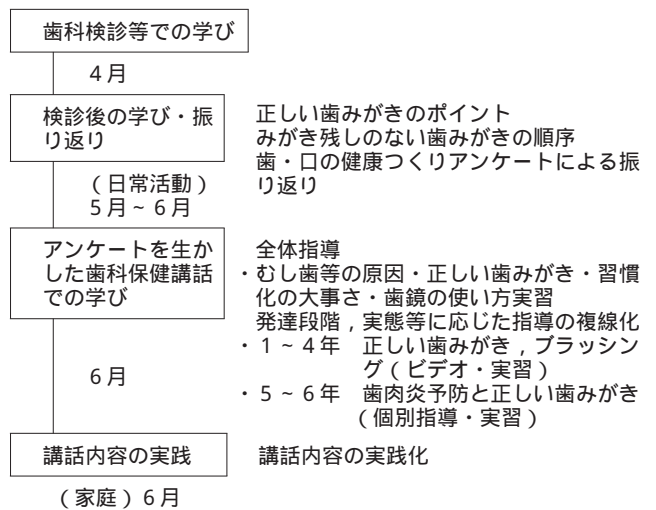 歯科検診等での学び
4月
検診後の学び・振
り返り
正しい歯みがきのポイント
みがき残しのない歯みがきの順序
歯・口の健康つくりアンケートによる振
り返り
(日常活動)
5月~6月
アンケートを生か
した歯科保健講話
での学び
全体指導
・むし歯等の原因・正しい歯みがき・習慣
化の大事さ・歯鏡の使い方実習
発達段階,実態等に応じた指導の複線化
・1~4年 正しい歯みがき,ブラッシン
グ(ビデオ・実習)
・5~6年 歯肉炎予防と正しい歯みがき
(個別指導・実習)
6月
講話内容の実践
講話内容の実践化
(家庭)6月